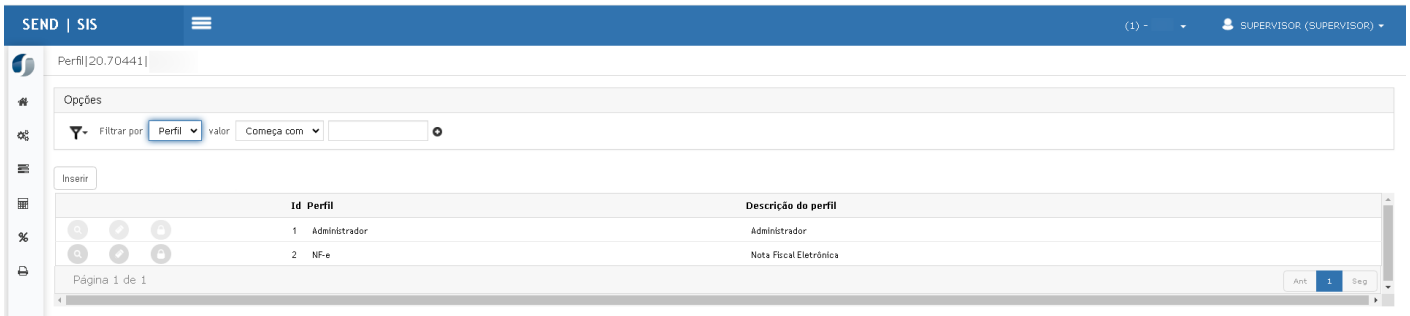 SEND | SIS
(1) -
SUPERVISOR (SUPERVISOR)
Perfil|20.70441|
Opções
Filtrar por Perfil valor Começa com
Inserir
Id Perfil Descrição do perfil
1 Administrador Administrador
2 NF-e Nota Fiscal Eletrônica
Página 1 de 1
Ant 1 Seg